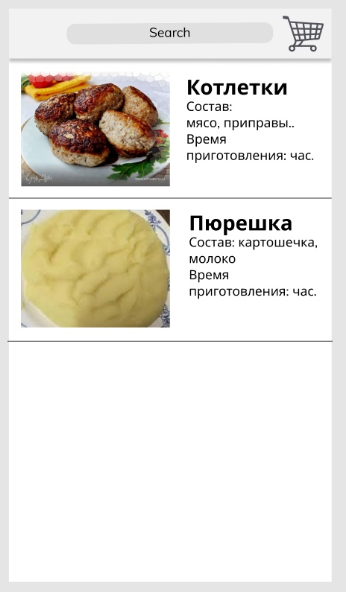 Search
Котлетки
Состав:
мясо, приправы..
Время
приготовления: час.
Пюрешка
Состав: картошечка,
молоко
Время
приготовления: час.